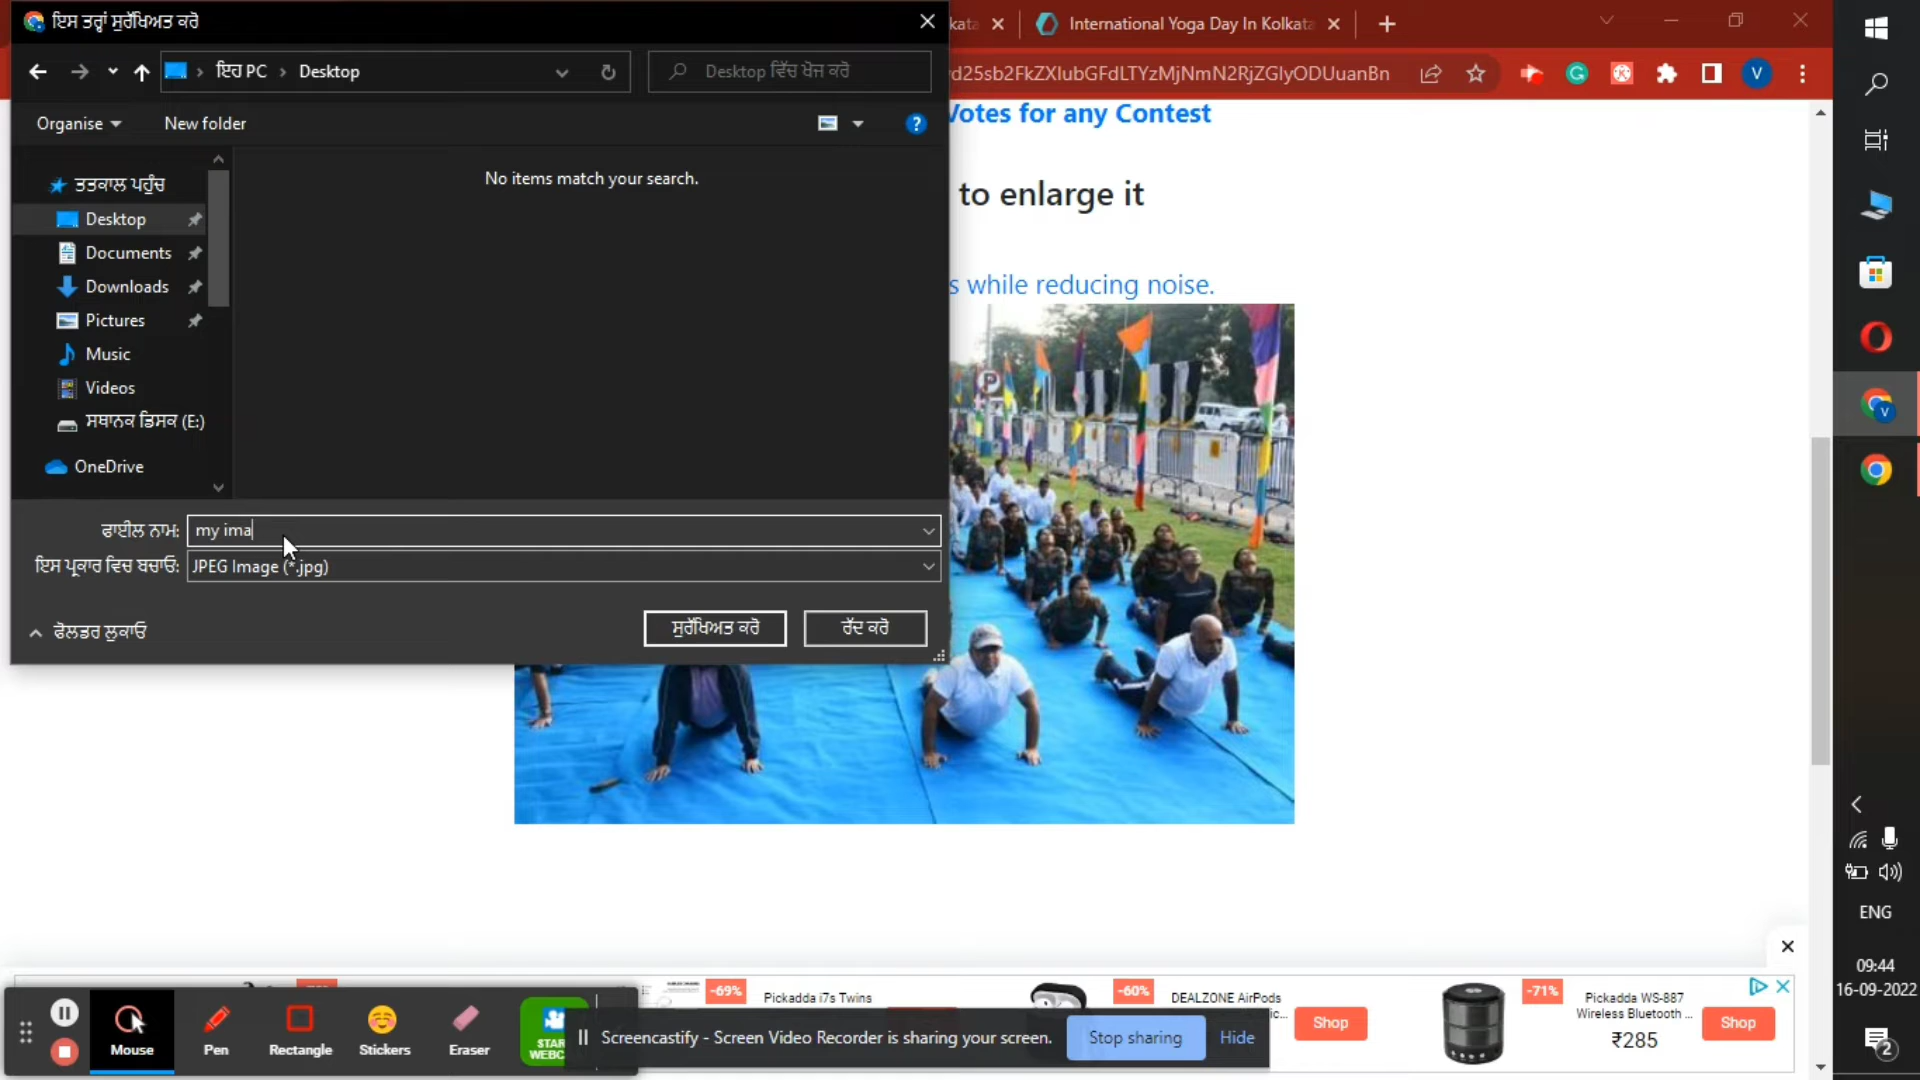 ਇਸ ਤਰ੍ਹਾਂ ਸੁਰੱਖਿਅਤ ਕਰੋ
International Yoga Day In Kolkata
ਇਹ PC
Desktop
Desktop ਵਿੱਚ ਖੋਜ ਕਰੋ
d25sb2FkZXIubGFdLTYzMjNmN2RjZGIyODUuanBn
V
Organise
New folder
Votes for any Contest
ਤਤਕਾਲ ਪਹੁੰਚ
No items match your search.
to enlarge it
Desktop
Documents
Downloads
s while reducing noise.
Pictures
Music
Videos
ਸਥਾਨਕ ਡਿਸਕ (E:)
OneDrive
P
ਫਾਈਲ ਨਾਮ:
my ima
ਇਸ ਪ੍ਰਕਾਰ ਵਿਚ ਬਚਾਓ:
JPEG Image (*.jpg)
ਫੋਲਡਰ ਲੁਕਾਓ
ਸੁਰੱਖਿਅਤ ਕਰੋ
ਰੱਦ ਕਰੋ
ENG
09:44
16-09-2022
2
-69%
Pickadda i7s Twins
-60%
DEALZONE AirPods
Shop
-71%
Pickadda WS-887
Wireless Bluetooth ...
₹285
Shop
Mouse
Pen
Rectangle
Stickers
Eraser
Screencastify - Screen Video Recorder is sharing your screen.
Stop sharing
Hide